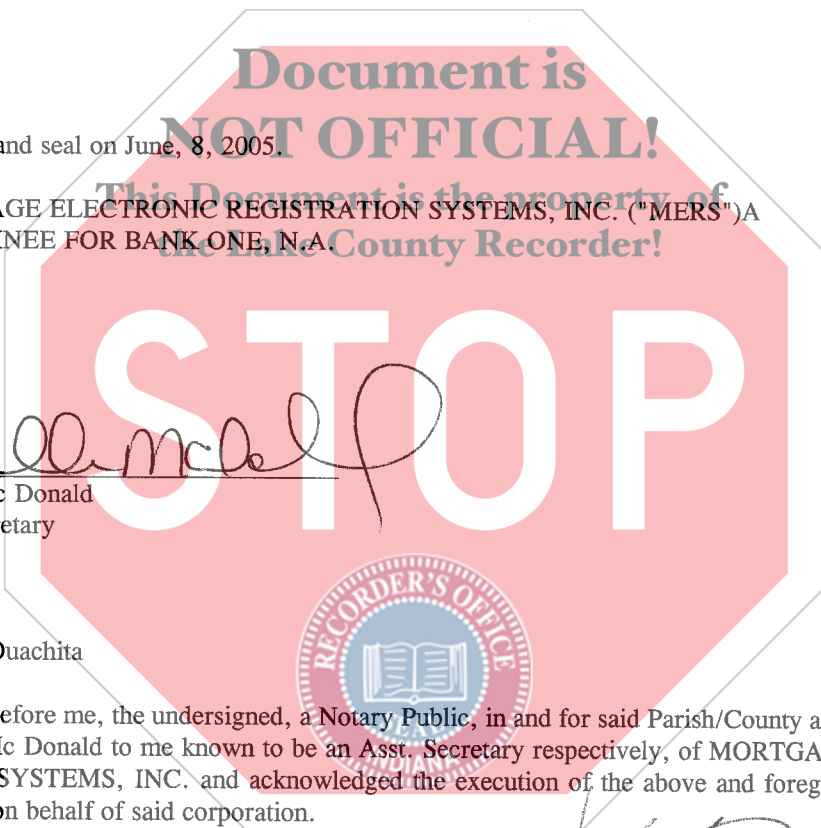 Document is
NOT OFFICIAL!
and seal on June, 8, 2005.
This Document is the property of
AGE ELECTRONIC REGISTRATION SYSTEMS, INC. ("MERS")A
INEE FOR BANK ONE, N.A.
the Lake County Recorder!
STOP
c Donald
etary
RECORDER'S OFFICE
Ouachita
efore me, the undersigned, a Notary Public, in and for said Parish/County a
SEAL
Mc Donald to me known to be an Asst. Secretary respectively, of MORTGA
INDIANA
SYSTEMS, INC. and acknowledged the execution of the above and foreg
on behalf of said corporation.